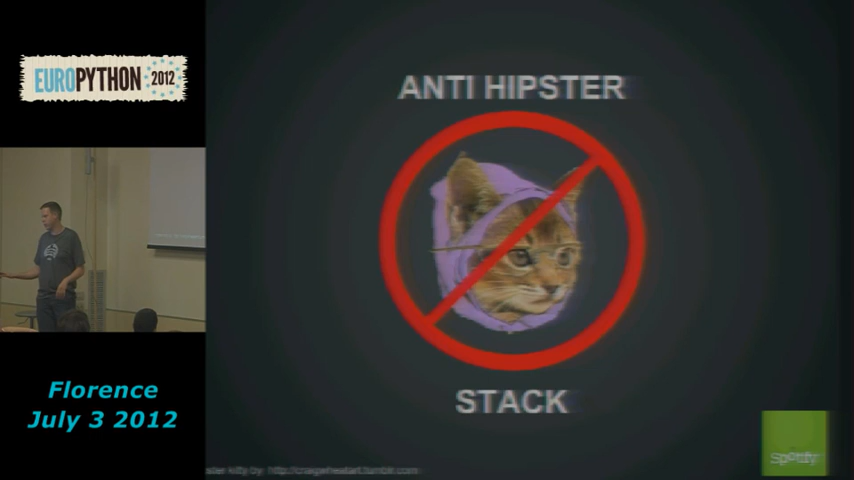 EUROPYTHON 2012
ANTI HIPSTER
STACK
Florence
July 3 2012
Spotify